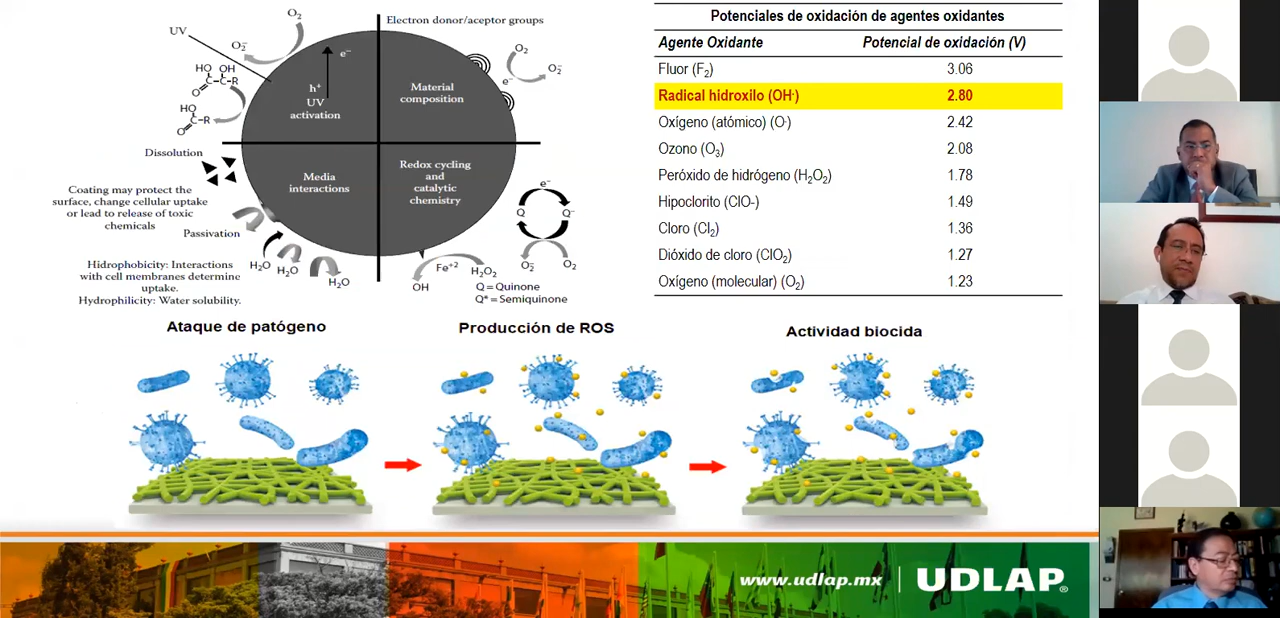 Electron donor/aceptor groups
UV
O2
O2−
e−
HO OH
O
C–C–R
HO
C–R
O
h+
UV
activation
Material
composition
O2
O2−
e−
Dissolution
Media
interactions
Redox cycling
and
catalytic
chemistry
Coating may protect the
surface, change cellular uptake
or lead to release of toxic
chemicals
Passivation
e−
Q
Q−
O2−
O2
Hidrophobicity: Interactions
with cell membranes determine
uptake.
Hydrophilicity: Water solubility.
H2O
H2O
H2O
Fe+2
OH
H2O2
Q = Quinone
Q* = Semiquinone
Potenciales de oxidación de agentes oxidantes
Agente Oxidante Potencial de oxidación (V)
Fluor (F2) 3.06
Radical hidroxilo (OH·) 2.80
Oxígeno (atómico) (O·) 2.42
Ozono (O3) 2.08
Peróxido de hidrógeno (H2O2) 1.78
Hipoclorito (ClO-) 1.49
Cloro (Cl2) 1.36
Dióxido de cloro (ClO2) 1.27
Oxígeno (molecular) (O2) 1.23
Ataque de patógeno
Producción de ROS
Actividad biocida
www.udlap.mx
UDLAP®